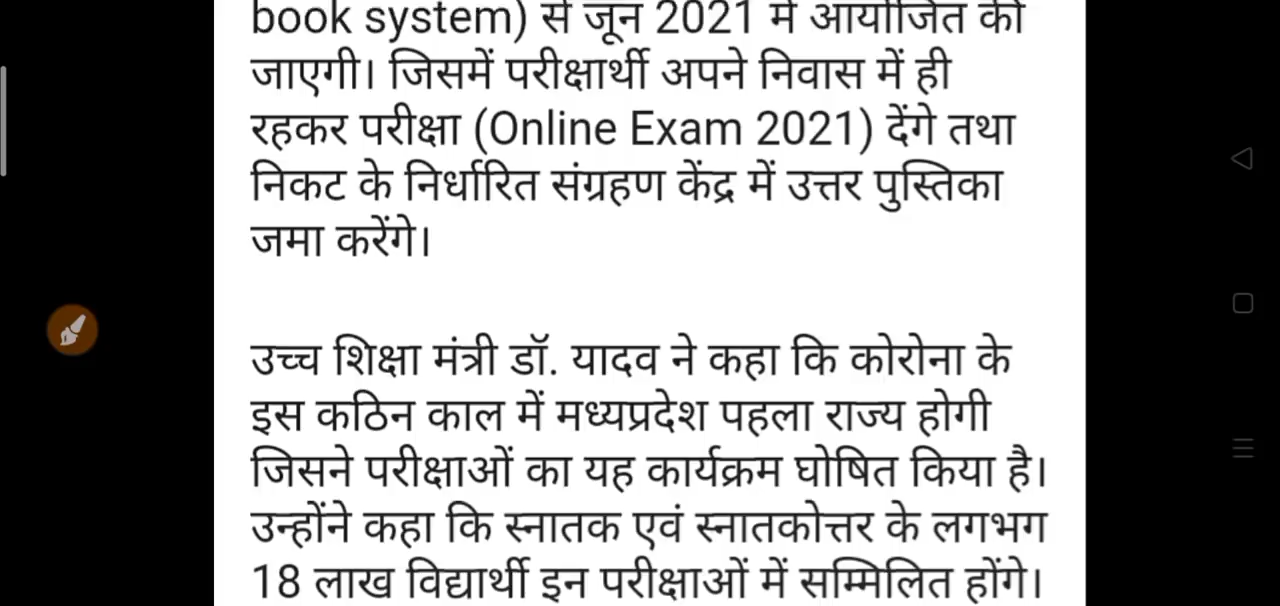 book system) से जून 2021 में आयोजित की
जाएगी। जिसमें परीक्षार्थी अपने निवास में ही
रहकर परीक्षा (Online Exam 2021) देंगे तथा
निकट के निर्धारित संग्रहण केंद्र में उत्तर पुस्तिका
जमा करेंगे।
उच्च शिक्षा मंत्री डॉ. यादव ने कहा कि कोरोना के
इस कठिन काल में मध्यप्रदेश पहला राज्य होगी
जिसने परीक्षाओं का यह कार्यक्रम घोषित किया है।
उन्होंने कहा कि स्नातक एवं स्नातकोत्तर के लगभग
18 लाख विद्यार्थी इन परीक्षाओं में सम्मिलित होंगे।